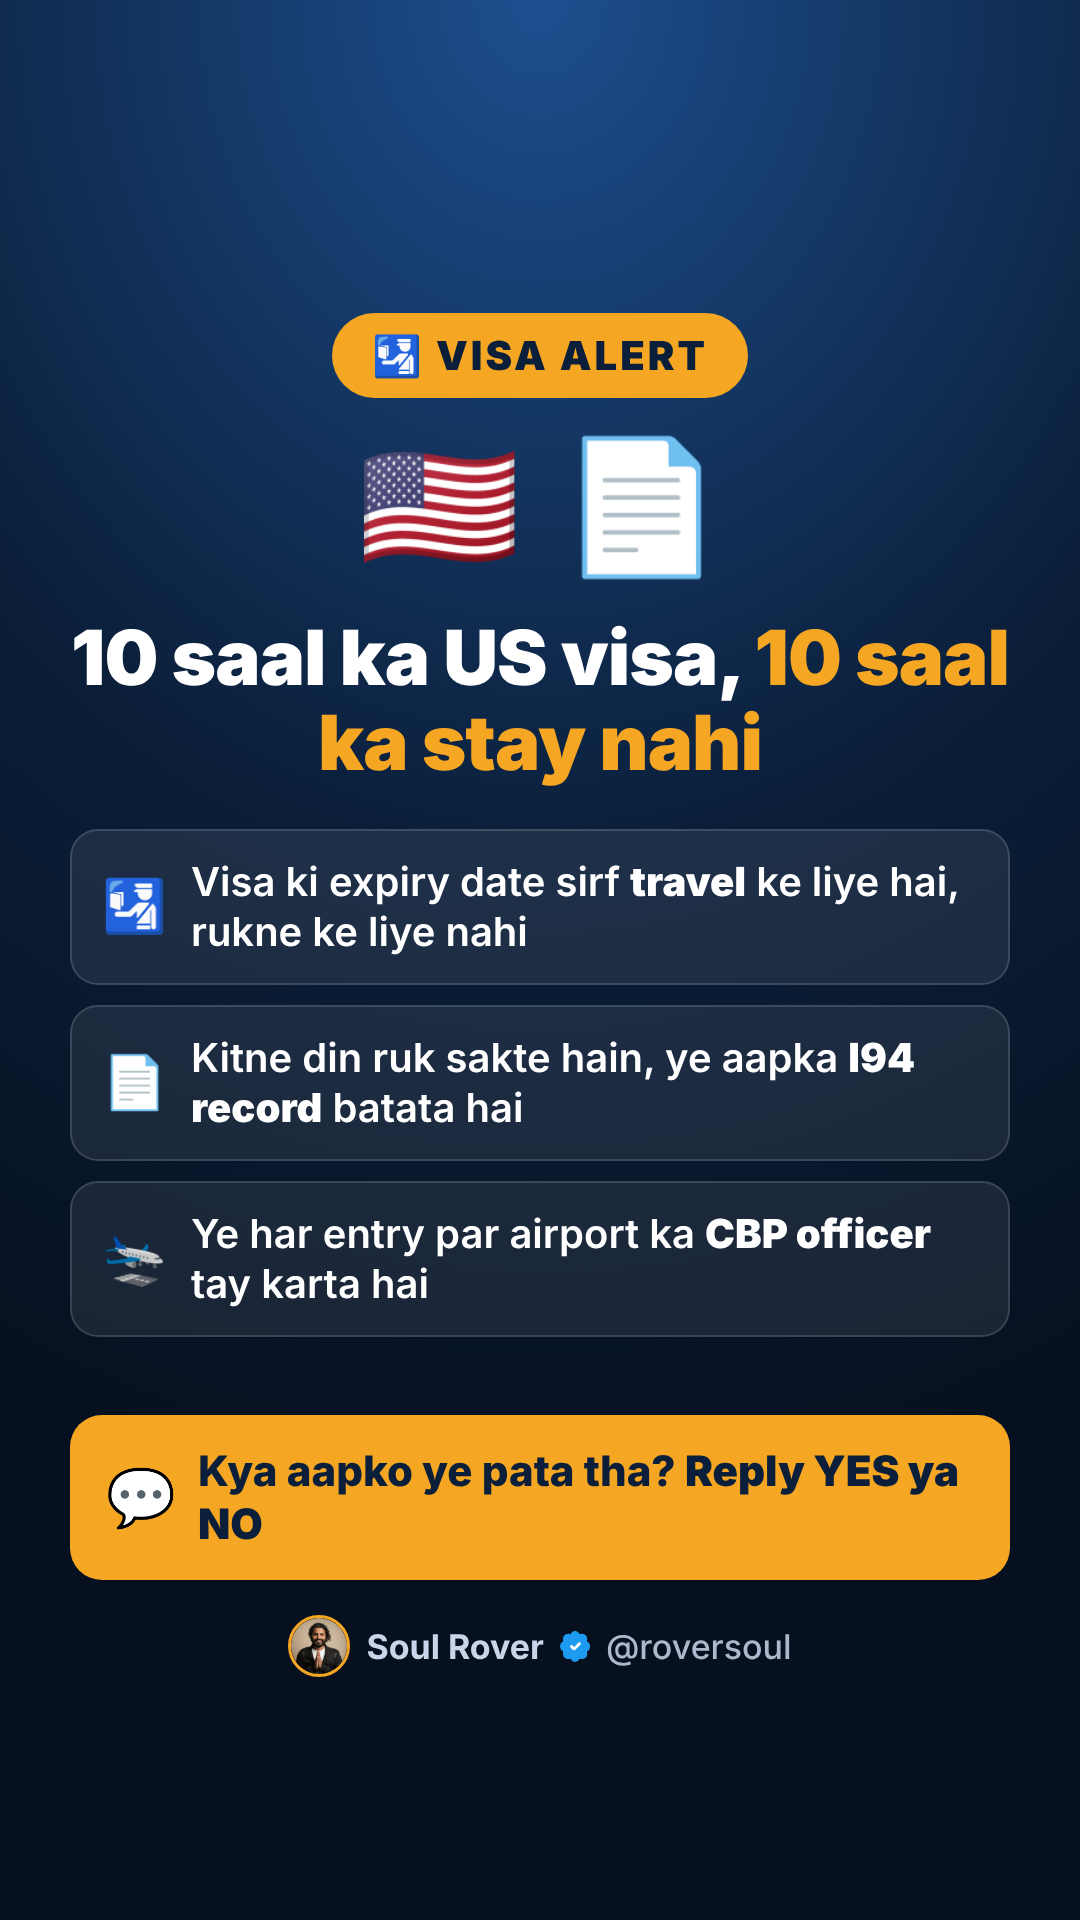 VISA ALERT
10 saal ka US visa, 10 saal
ka stay nahi
Visa ki expiry date sirf travel ke liye hai,
rukne ke liye nahi
Kitne din ruk sakte hain, ye aapka I94
record batata hai
Ye har entry par airport ka CBP officer
tay karta hai
Kya aapko ye pata tha? Reply YES ya
NO
Soul Rover @roversoul